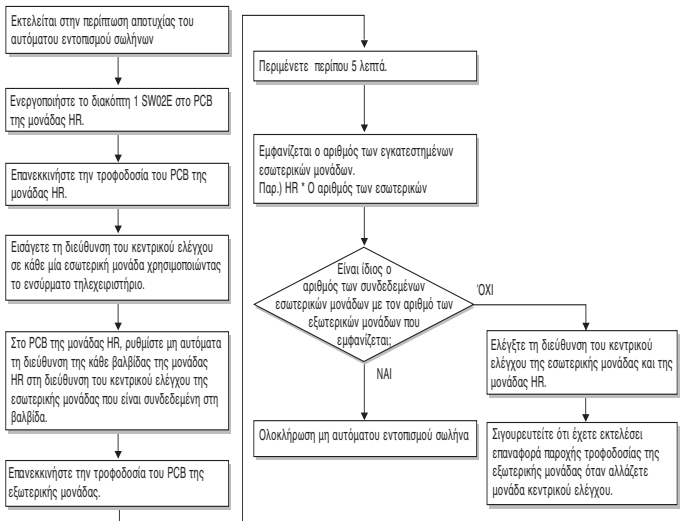 Εκτελείται στην περίπτωση αποτυχίας του
αυτόματου εντοπισμού σωλήνων
Ενεργοποιήστε το διακόπτη 1 SW02E στο PCB
της μονάδας HR.
Επανεκκινήστε την τροφοδοσία του PCB της
μονάδας HR.
Εισάγετε τη διεύθυνση του κεντρικού ελέγχου
σε κάθε μία εσωτερική μονάδα χρησιμοποιώντας
το ενσύρματο τηλεχειριστήριο.
Στο PCB της μονάδας HR, ρυθμίστε μη αυτόματα
τη διεύθυνση της κάθε βαλβίδας της μονάδας
HR στη διεύθυνση του κεντρικού ελέγχου της
εσωτερικής μονάδας που είναι συνδεδεμένη στη
βαλβίδα.
Επανεκκινήστε την τροφοδοσία του PCB της
εξωτερικής μονάδας.
Περιμένετε περίπου 5 λεπτά.
Εμφανίζεται ο αριθμός των εγκατεστημένων
εσωτερικών μονάδων.
Παρ.) HR * Ο αριθμός των εσωτερικών
Είναι ίδιος ο
αριθμός των συνδεδεμένων
εσωτερικών μονάδων με τον αριθμό των
εξωτερικών μονάδων που
εμφανίζεται;
ΌΧΙ
ΝΑΙ
Ολοκλήρωση μη αυτόματου εντοπισμού σωλήνα
Ελέγξτε τη διεύθυνση του κεντρικού
ελέγχου της εσωτερικής μονάδας και της
μονάδας HR.
Σιγουρευτείτε ότι έχετε εκτελέσει
επαναφορά παροχής τροφοδοσίας της
εξωτερικής μονάδας όταν αλλάζετε
μονάδα κεντρικού ελέγχου.